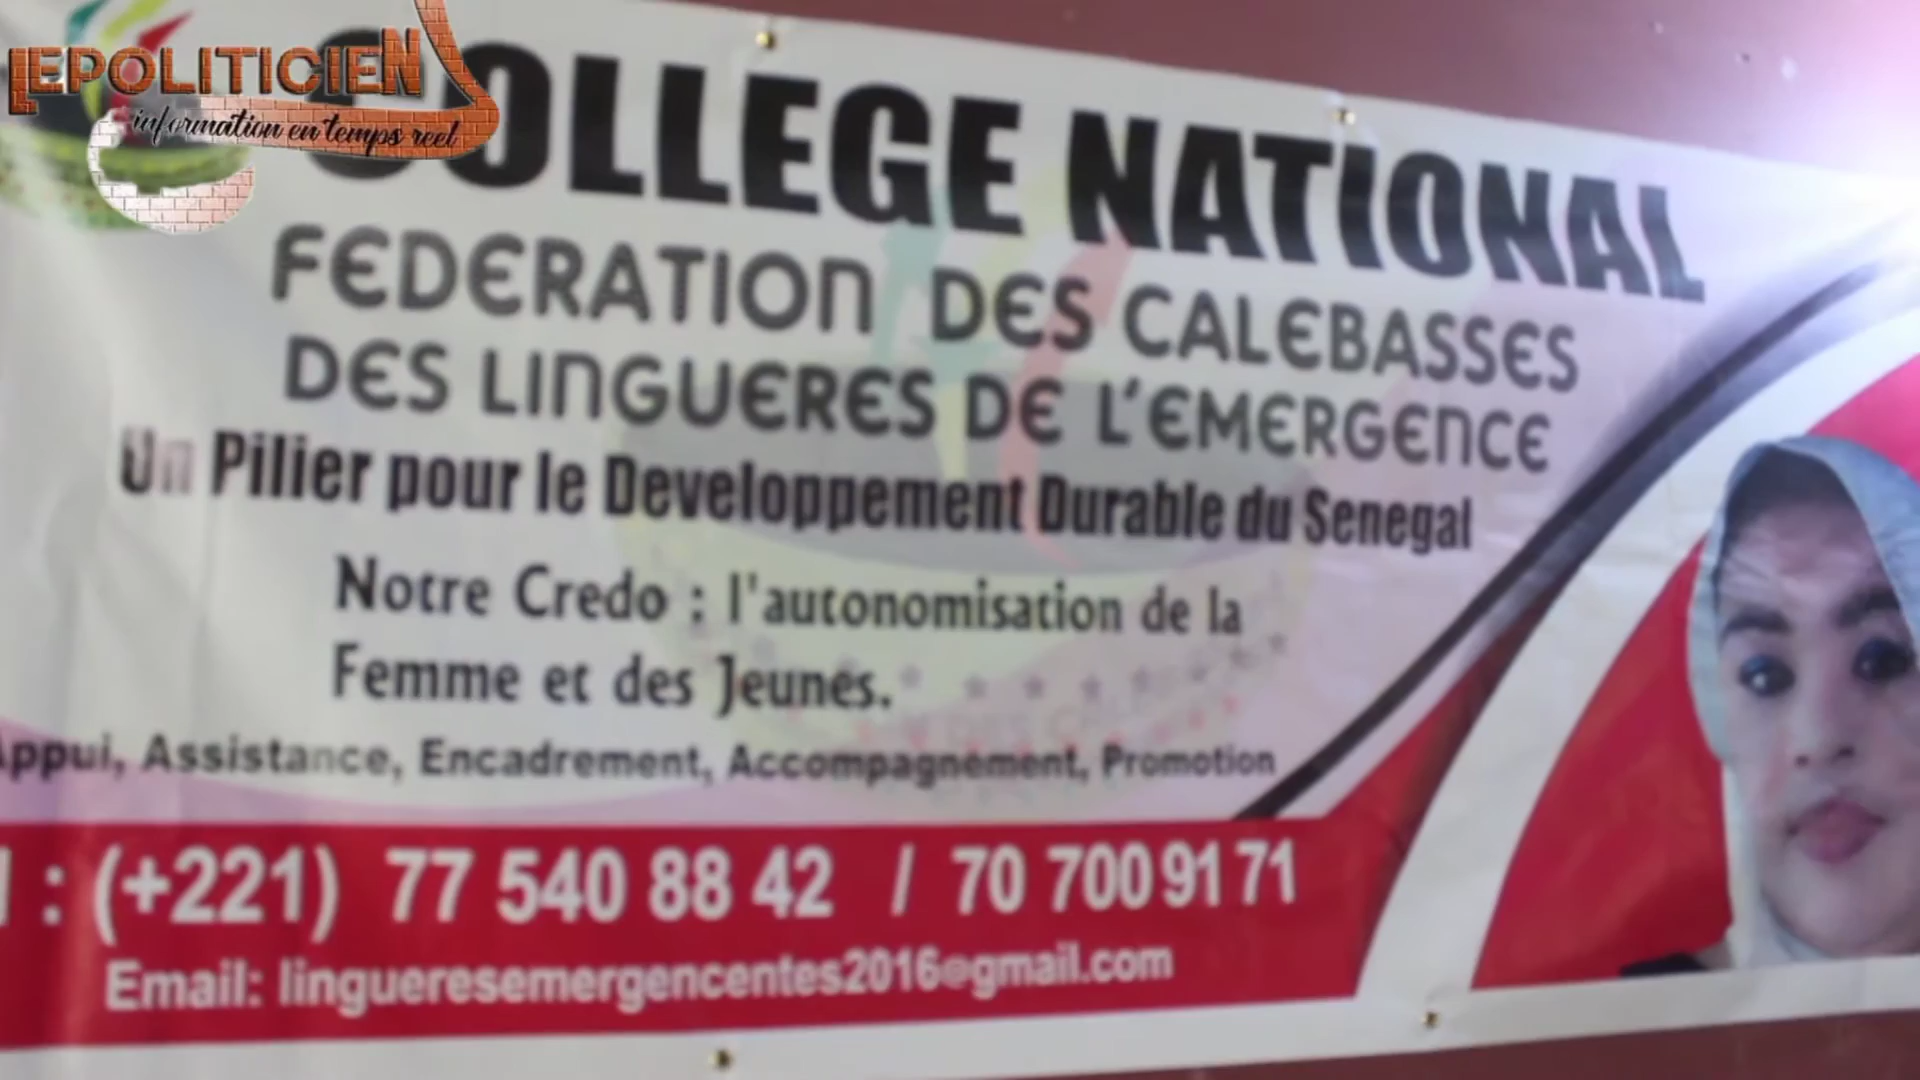 LEPOLITICIEN
information en temps reel
COLLEGE NATIONAL
FEDERATION DES CALEBASSES
DES LINGUERES DE L'EMERGENCE
Un Pilier pour le Developpement Durable du Senegal
Notre Credo : l'autonomisation de la
Femme et des Jeunes.
Appui, Assistance, Encadrement, Accompagnement, Promotion
: (+221) 77 540 88 42 / 70 700 91 71
Email: lingueresemergencentes2016@gmail.com